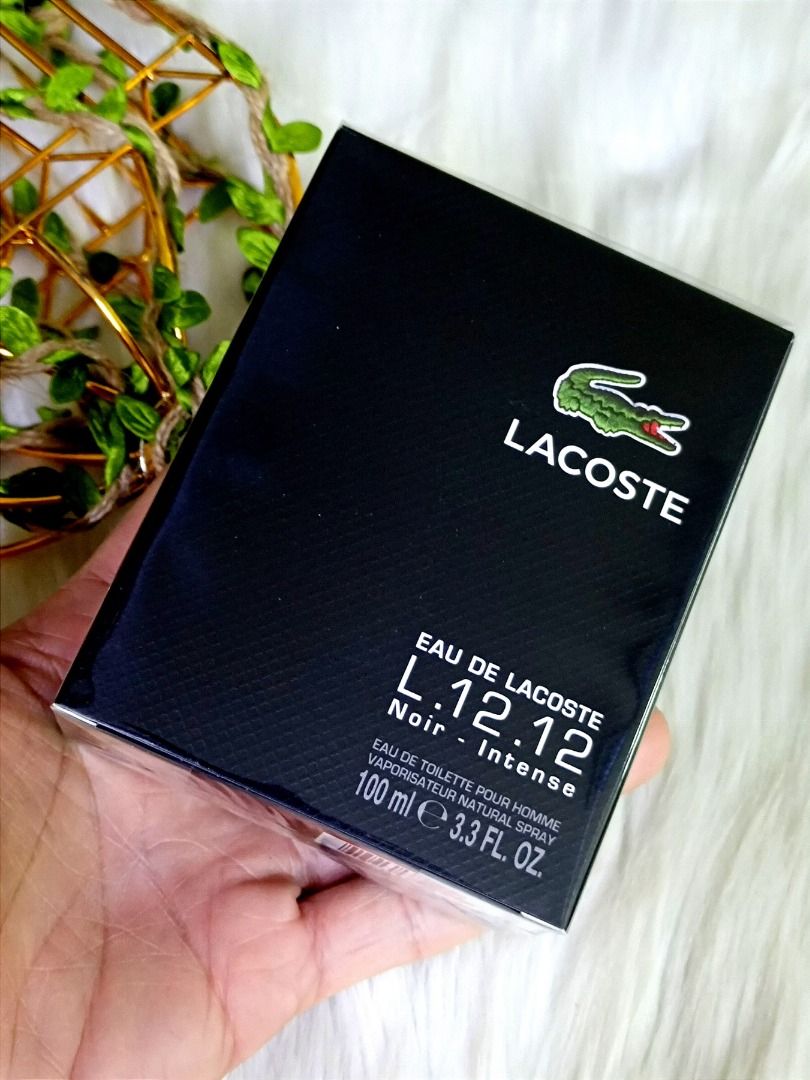 LACOSTE
EAU DE LACOSTE
L.12.12
Noir - Intense
EAU DE TOILETTE POUR HOMME
VAPORISATEUR NATURAL SPRAY
100 ml ℮ 3.3 FL. OZ.